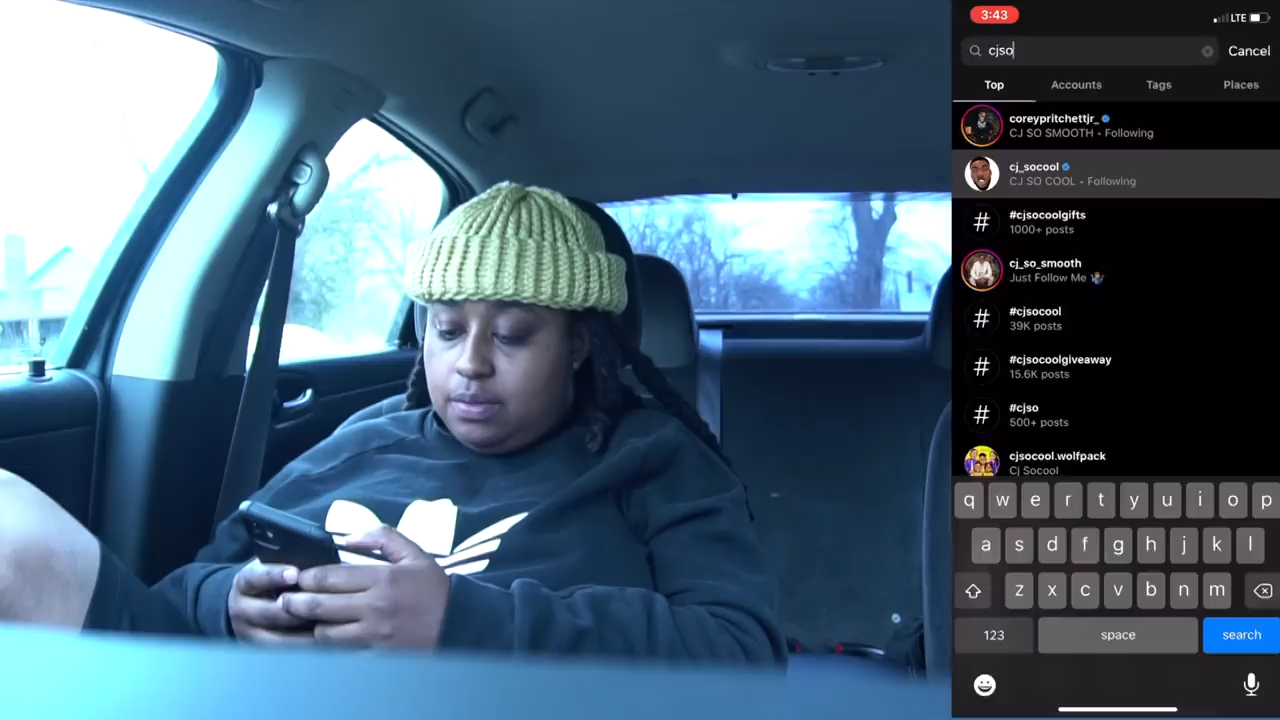 3:43
LTE
cjso
Cancel
Top
Accounts
Tags
Places
coreypritchettjr_
CJ SO SMOOTH • Following
cj_socool
CJ SO COOL • Following
#cjsocoolgifts
1000+ posts
cj_so_smooth
Just Follow Me 🤷‍♂️
#cjsocool
39K posts
#cjsocoolgiveaway
15.6K posts
#cjso
500+ posts
cjsocool.wolfpack
Cj Socool
q w e r t y u i o p
a s d f g h j k l
z x c v b n m
123
space
search